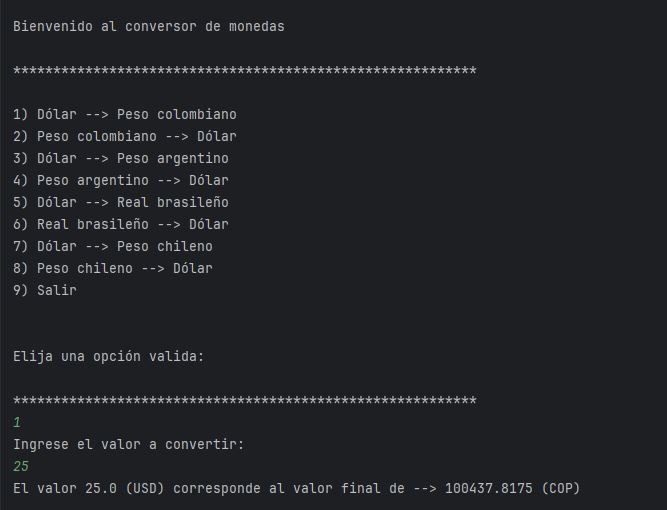 Bienvenido al conversor de monedas
**********************************************************
1) Dólar --> Peso colombiano
2) Peso colombiano --> Dólar
3) Dólar --> Peso argentino
4) Peso argentino --> Dólar
5) Dólar --> Real brasileño
6) Real brasileño --> Dólar
7) Dólar --> Peso chileno
8) Peso chileno --> Dólar
9) Salir
Elija una opción valida:
**********************************************************
1
Ingrese el valor a convertir:
25
El valor 25.0 (USD) corresponde al valor final de --> 100437.8175 (COP)